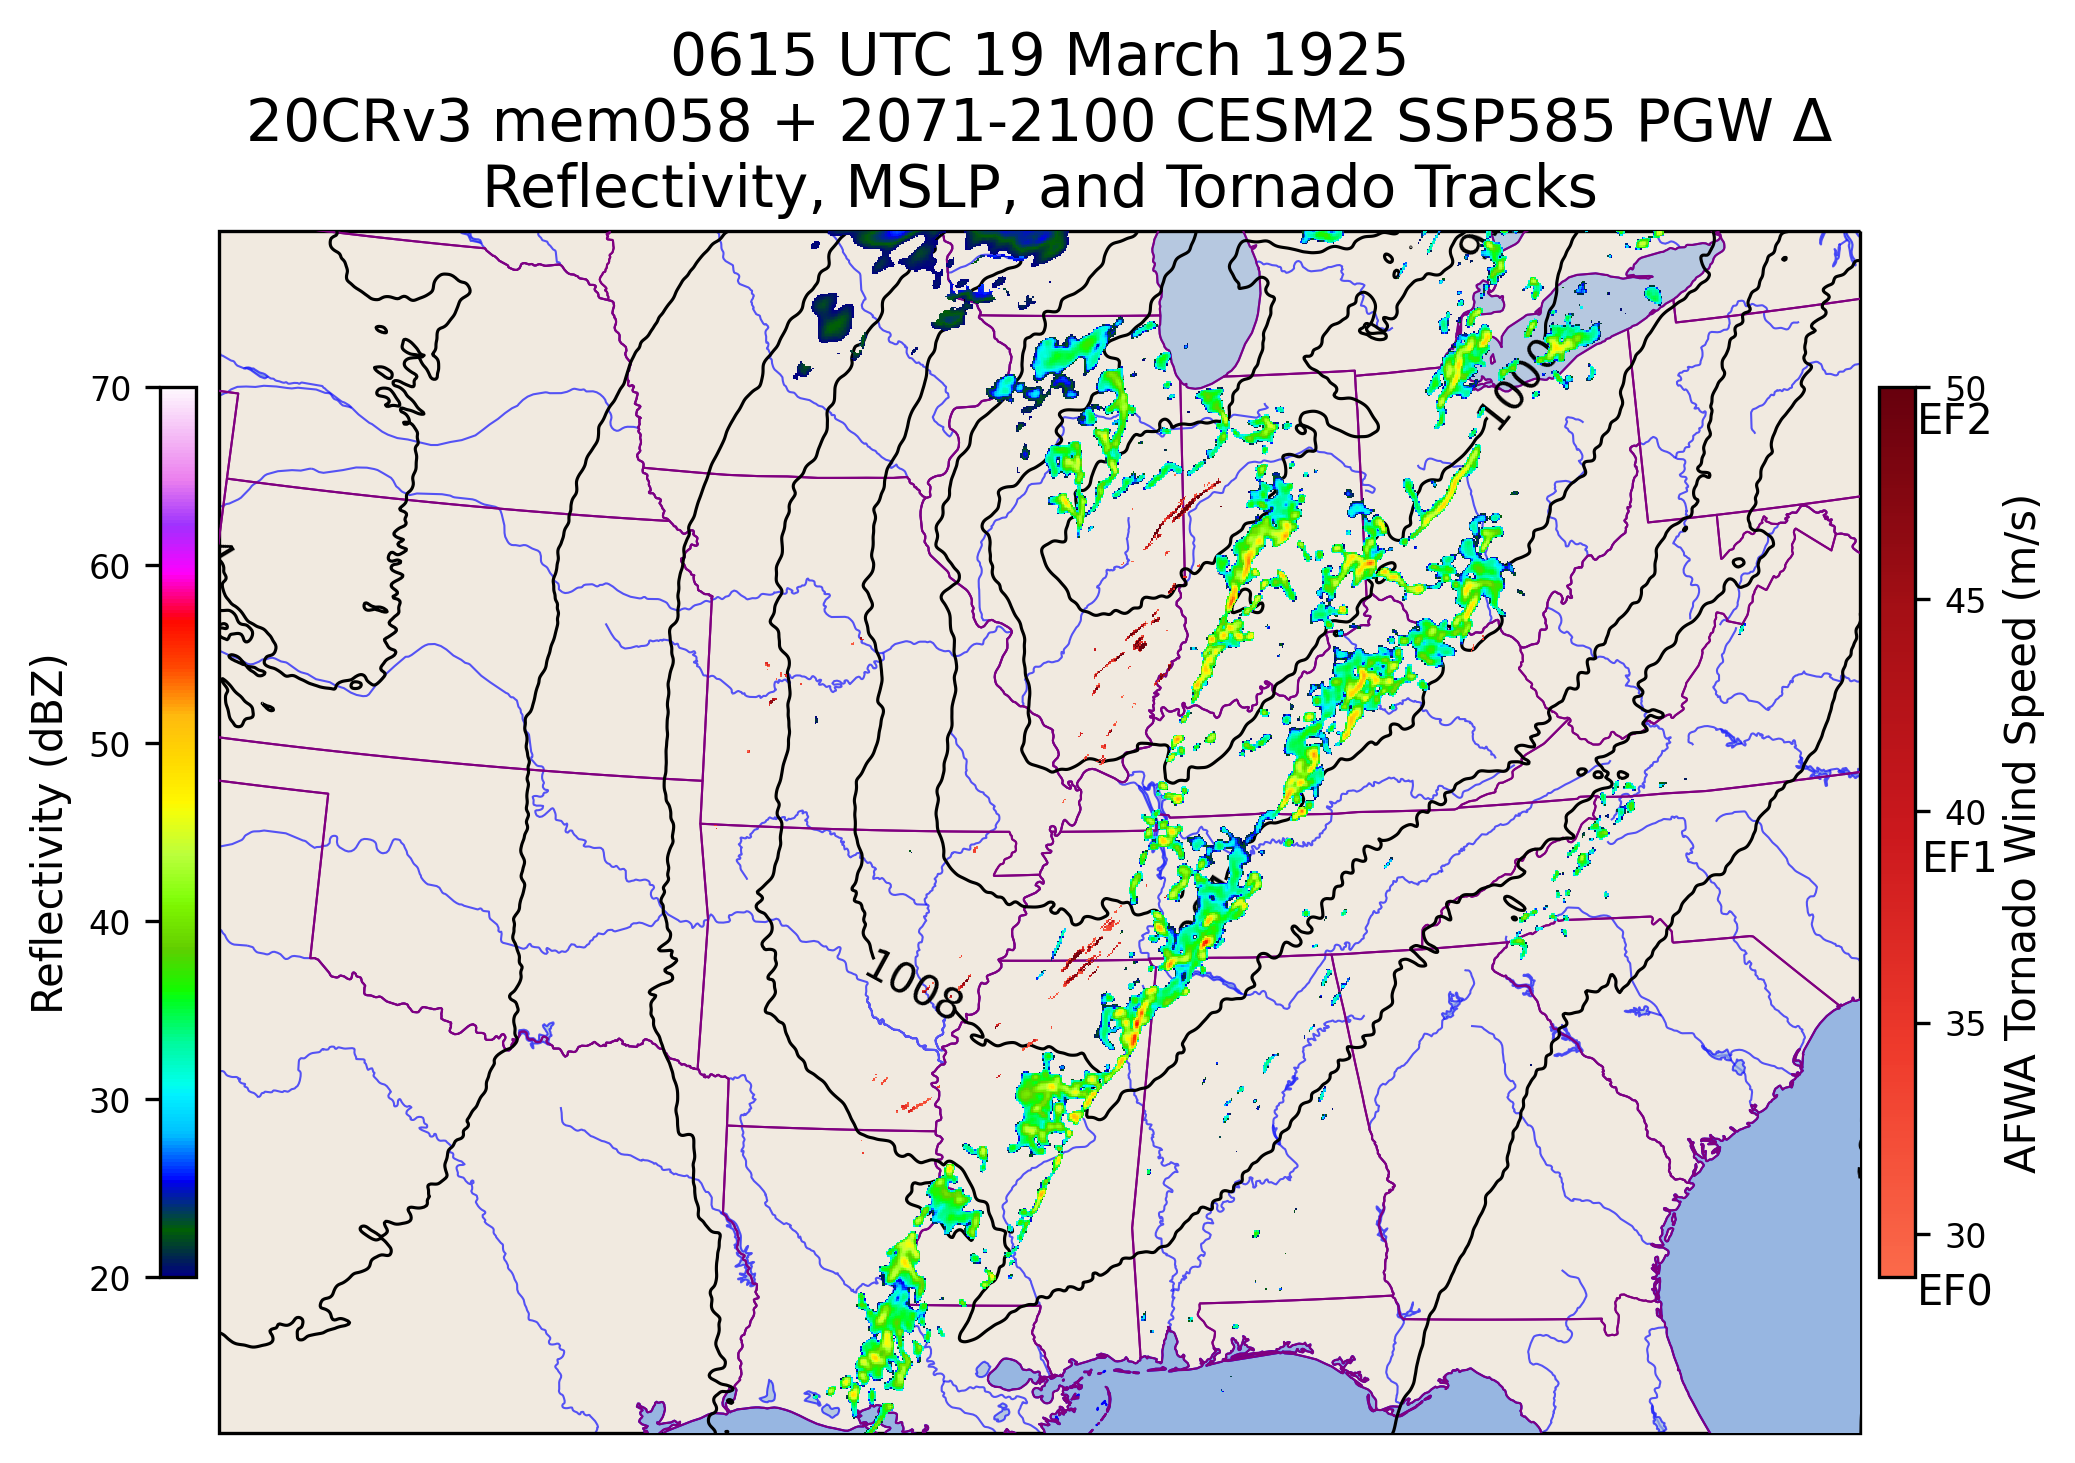 0615 UTC 19 March 1925
20CRv3 mem058 + 2071-2100 CESM2 SSP585 PGW Δ
Reflectivity, MSLP, and Tornado Tracks
70
60
50
40
30
20
Reflectivity (dBZ)
1000
1008
50
EF2
45
40
EF1
35
30
EF0
AFWA Tornado Wind Speed (m/s)